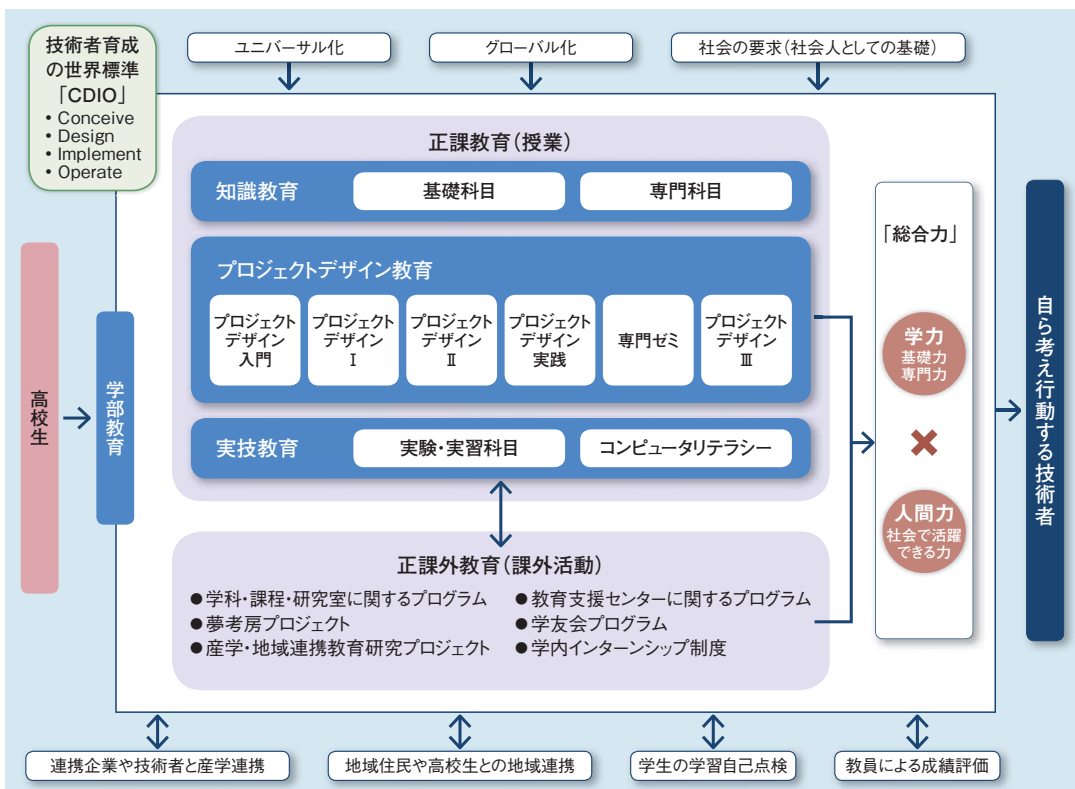 技術者育成
の世界標準
「CDIO」
• Conceive
• Design
• Implement
• Operate
ユニバーサル化
グローバル化
社会の要求(社会人としての基礎)
高校生
学部教育
正課教育(授業)
知識教育
基礎科目
専門科目
プロジェクトデザイン教育
プロジェクト
デザイン
入門
プロジェクト
デザイン
Ⅰ
プロジェクト
デザイン
Ⅱ
プロジェクト
デザイン
実践
専門ゼミ
プロジェクト
デザイン
Ⅲ
実技教育
実験・実習科目
コンピュータリテラシー
正課外教育(課外活動)
●学科・課程・研究室に関するプログラム
●夢考房プロジェクト
●産学・地域連携教育研究プロジェクト
●教育支援センターに関するプログラム
●学友会プログラム
●学内インターンシップ制度
「総合力」
学力
基礎力
専門力
×
人間力
社会で活躍
できる力
自ら考え行動する技術者
連携企業や技術者と産学連携
地域住民や高校生との地域連携
学生の学習自己点検
教員による成績評価